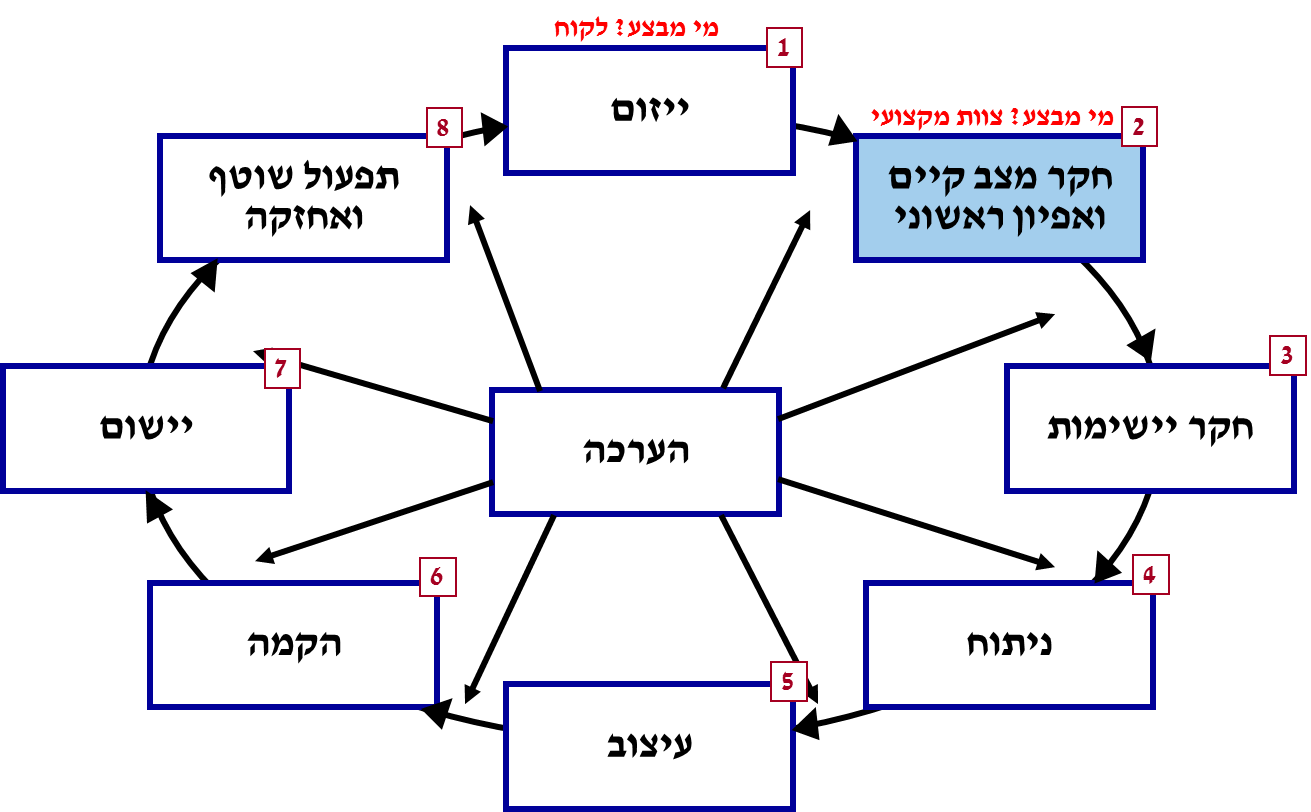 מי מבצע? לקוח
1
ייזום
מי מבצע? צוות מקצועי
2
חקר מצב קיים
ואפיון ראשוני
3
חקר יישימות
4
ניתוח
5
עיצוב
6
הקמה
7
יישום
8
תפעול שוטף
ואחזקה
הערכה